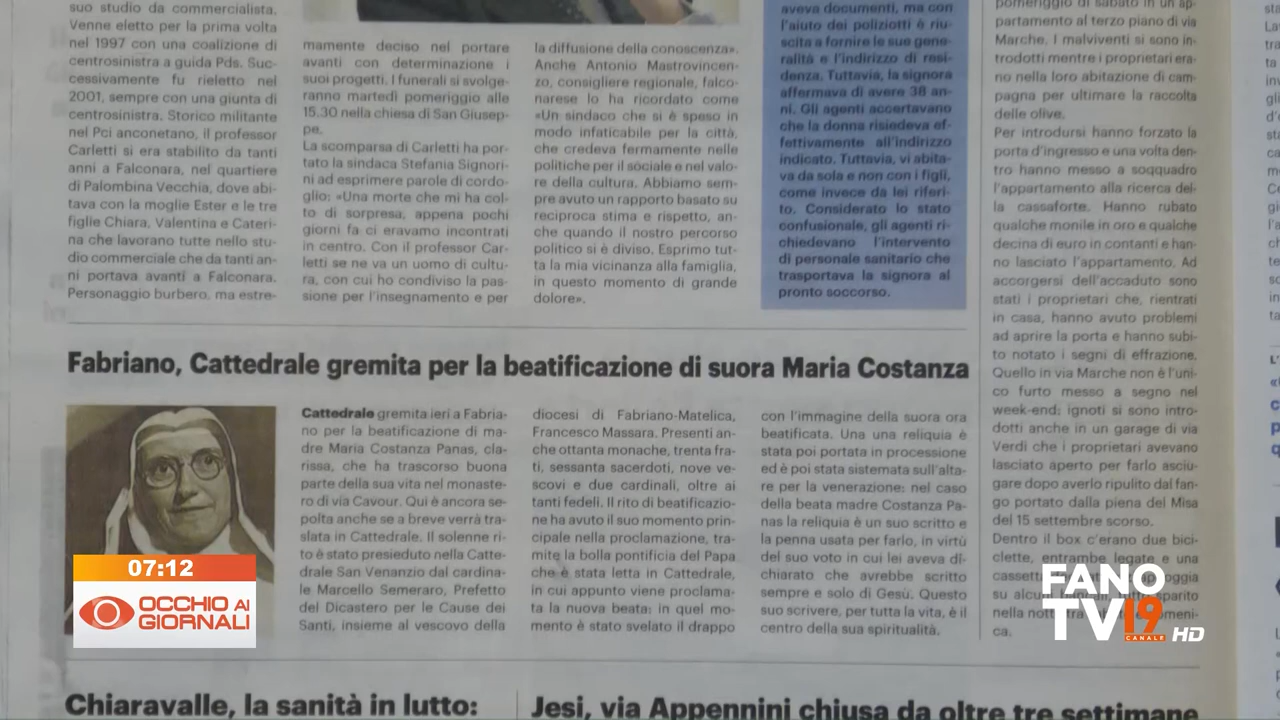 suo studio da commercialista.
Venne eletto per la prima volta
nel 1997 con una coalizione di
centrosinistra a guida Pds. Suc-
cessivamente fu rieletto nel
2001, sempre con una giunta di
centrosinistra. Storico militante
nel Pci anconetano, il professor
Carletti si era stabilito da tanti
anni a Falconara, nel quartiere
di Palombina Vecchia, dove abi-
tava con la moglie Ester e le tre
figlie Chiara, Valentina e Cateri-
na che lavorano tutte nello stu-
dio commerciale che da tanti an-
ni portava avanti a Falconara.
Personaggio burbero, ma estre-
mamente deciso nel portare
avanti con determinazione i
suoi progetti. I funerali si svolge-
ranno martedì pomeriggio alle
15,30 nella chiesa di San Giusep-
pe.
La scomparsa di Carletti ha por-
tato la sindaca Stefania Signori-
ni ad esprimere parole di cordo-
glio: «Una morte che mi ha col-
to di sorpresa, appena pochi
giorni fa ci eravamo incontrati
in centro. Con il professor Car-
letti se ne va un uomo di cultu-
ra, con cui ho condiviso la pas-
sione per l'insegnamento e per
la diffusione della conoscenza».
Anche Antonio Mastrovincen-
zo, consigliere regionale, falco-
narese lo ha ricordato come
«Un sindaco che si è speso in
modo infaticabile per la città,
che credeva fermamente nelle
politiche per il sociale e nel valo-
re della cultura. Abbiamo sem-
pre avuto un rapporto basato su
reciproca stima e rispetto, an-
che quando il nostro percorso
politico si è diviso. Esprimo tut-
ta la mia vicinanza alla famiglia,
in questo momento di grande
dolore».
aveva documenti, ma con
l'aiuto dei poliziotti è riu-
scita a fornire le sue gene-
ralità e l'indirizzo di resi-
denza. Tuttavia, la signora
affermava di avere 38 an-
ni. Gli agenti accertavano
che la donna risiedeva ef-
fettivamente all'indirizzo
indicato. Tuttavia, vi abita-
va da sola e non con i figli,
come invece da lei riferi-
to. Considerato lo stato
confusionale, gli agenti ri-
chiedevano l'intervento
di personale sanitario che
trasportava la signora al
pronto soccorso.
pomeriggio di sabato in un ap-
partamento al terzo piano di via
Marche. I malviventi si sono in-
trodotti mentre i proprietari era-
no nella loro abitazione di cam-
pagna per ultimare la raccolta
delle olive.
Per introdursi hanno forzato la
porta d'ingresso e una volta den-
tro hanno messo a soqquadro
l'appartamento alla ricerca del-
la cassaforte. Hanno rubato
qualche monile in oro e qualche
decina di euro in contanti e han-
no lasciato l'appartamento. Ad
accorgersi dell'accaduto sono
stati i proprietari che, rientrati
in casa, hanno avuto problemi
ad aprire la porta e hanno subi-
to notato i segni di effrazione.
Quello in via Marche non è l'uni-
co furto messo a segno nel
week-end: ignoti si sono intro-
dotti anche in un garage di via
Verdi che i proprietari avevano
lasciato aperto per farlo asciu-
gare dopo averlo ripulito dal fan-
go portato dalla piena del Misa
del 15 settembre scorso.
Dentro il box c'erano due bici-
clette, entrambe legate e una
cassett
su alcun
nella nott
ca.
Fabriano, Cattedrale gremita per la beatificazione di suora Maria Costanza
Cattedrale gremita ieri a Fabria-
no per la beatificazione di ma-
dre Maria Costanza Panas, cla-
rissa, che ha trascorso buona
parte della sua vita nel monaste-
ro di via Cavour. Qui è ancora se-
polta anche se a breve verrà tra-
slata in Cattedrale. Il solenne ri-
to è stato presieduto nella Catte-
drale San Venanzio dal cardina-
le Marcello Semeraro, Prefetto
del Dicastero per le Cause dei
Santi, insieme al vescovo della
diocesi di Fabriano-Matelica,
Francesco Massara. Presenti an-
che ottanta monache, trenta fra-
ti, sessanta sacerdoti, nove ve-
scovi e due cardinali, oltre ai
tanti fedeli. Il rito di beatificazio-
ne ha avuto il suo momento prin-
cipale nella proclamazione, tra-
mite la bolla pontificia del Papa
che è stata letta in Cattedrale,
in cui appunto viene proclama-
ta la nuova beata: in quel mo-
mento è stato svelato il drappo
con l'immagine della suora ora
beatificata. Una una reliquia è
stata poi portata in processione
ed è poi stata sistemata sull'alta-
re per la venerazione: nel caso
della beata madre Costanza Pa-
nas la reliquia è un suo scritto e
la penna usata per farlo, in virtù
del suo voto in cui lei aveva di-
chiarato che avrebbe scritto
sempre e solo di Gesù. Questo
suo scrivere, per tutta la vita, è il
centro della sua spiritualità.
07:12
OCCHIO AI
GIORNALI
FANO
TV 19
CANALE HD
Chiaravalle, la sanità in lutto:
Jesi, via Appennini chiusa da oltre tre settimane